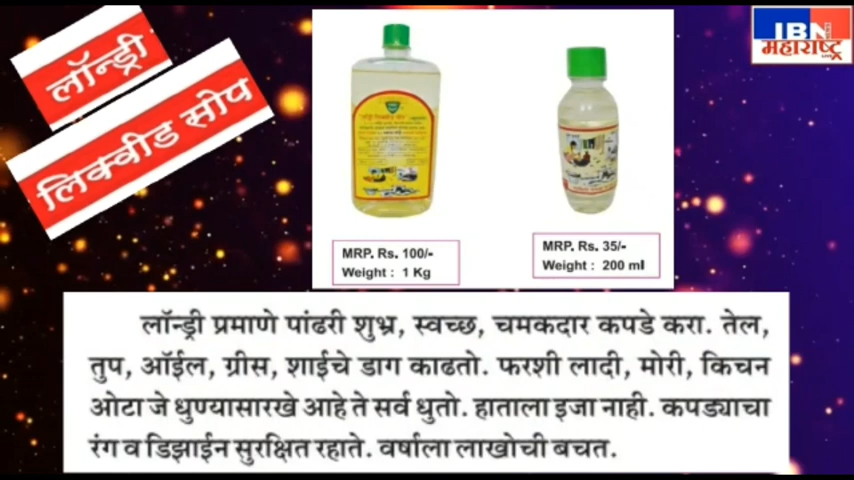 लॉन्ड्री
लिक्वीड सोप
IBN
महाराष्ट्र
MRP. Rs. 100/-
Weight : 1 Kg
MRP. Rs. 35/-
Weight : 200 ml
लॉन्ड्री प्रमाणे पांढरी शुभ्र, स्वच्छ, चमकदार कपडे करा. तेल,
तुप, ऑईल, ग्रीस, शाईचे डाग काढतो. फरशी लादी, मोरी, किचन
ओटा जे धुण्यासारखे आहे ते सर्व धुतो. हाताला इजा नाही. कपड्याचा
रंग व डिझाईन सुरक्षित रहाते. वर्षाला लाखोची बचत.